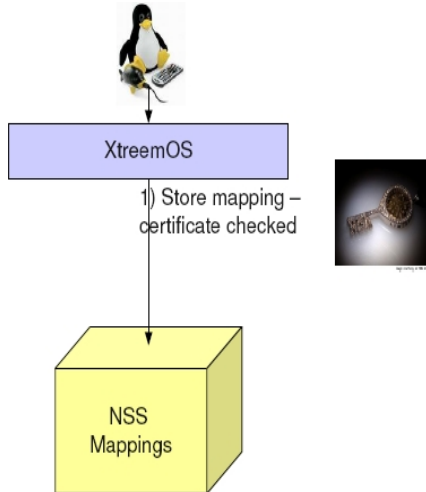 XtreemOS
1) Store mapping –
certificate checked
NSS
Mappings